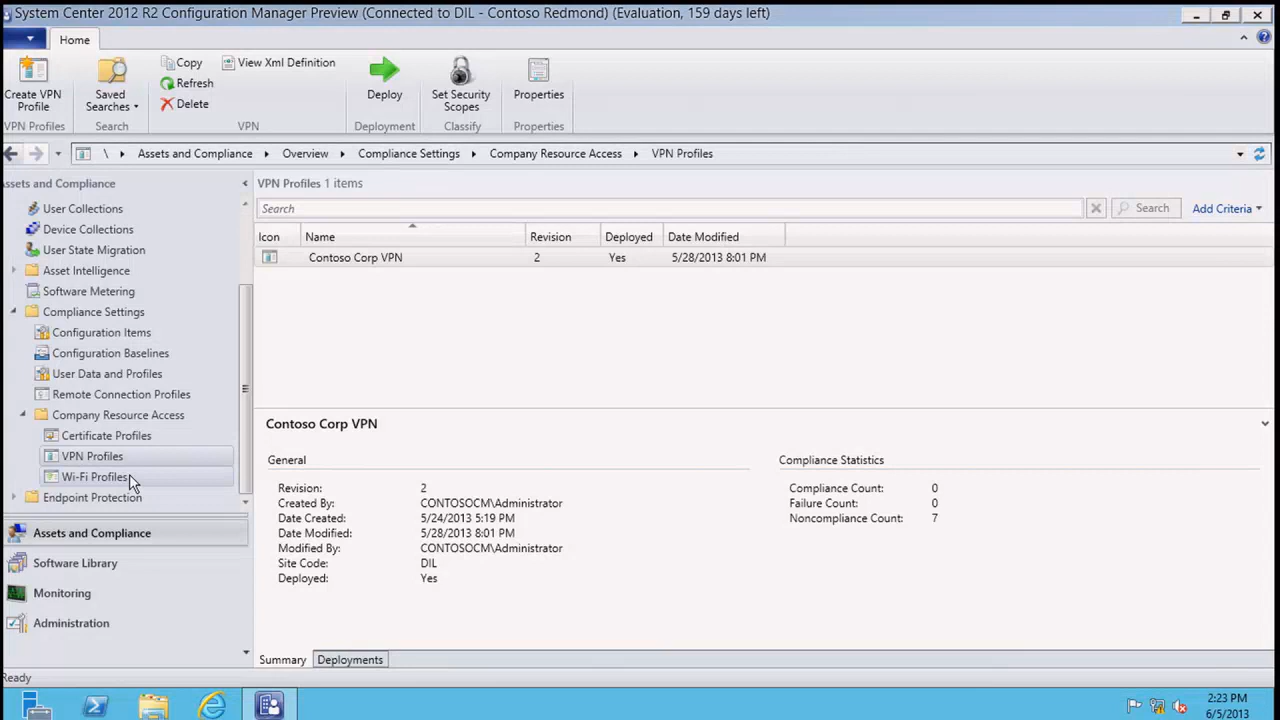 System Center 2012 R2 Configuration Manager Preview (Connected to DIL - Contoso Redmond) (Evaluation, 159 days left)
Home
Create VPN Profile
Saved Searches
Copy
Refresh
Delete
View Xml Definition
Deploy
Set Security Scopes
Properties
VPN Profiles
Search
VPN
Deployment
Classify
Properties
\ Assets and Compliance Overview Compliance Settings Company Resource Access VPN Profiles
ssets and Compliance
User Collections
Device Collections
User State Migration
Asset Intelligence
Software Metering
Compliance Settings
Configuration Items
Configuration Baselines
User Data and Profiles
Remote Connection Profiles
Company Resource Access
Certificate Profiles
VPN Profiles
Wi-Fi Profiles
Endpoint Protection
Assets and Compliance
Software Library
Monitoring
Administration
VPN Profiles 1 items
Search
Search
Add Criteria
Icon Name Revision Deployed Date Modified
Contoso Corp VPN 2 Yes 5/28/2013 8:01 PM
Contoso Corp VPN
General
Revision: 2
Created By: CONTOSOCM\Administrator
Date Created: 5/24/2013 5:19 PM
Date Modified: 5/28/2013 8:01 PM
Modified By: CONTOSOCM\Administrator
Site Code: DIL
Deployed: Yes
Compliance Statistics
Compliance Count: 0
Failure Count: 0
Noncompliance Count: 7
Summary Deployments
Ready
2:23 PM
6/5/2013